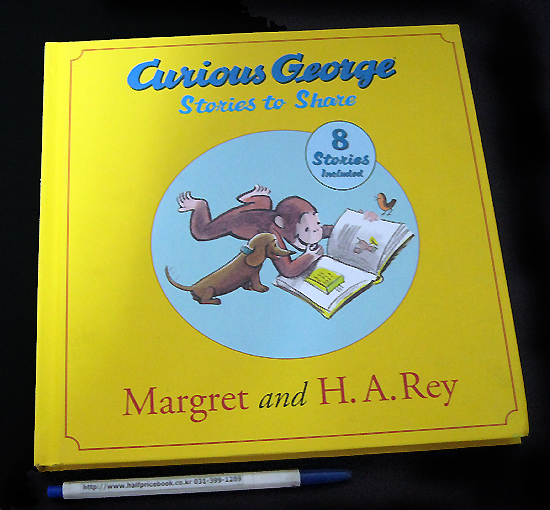 Curious George
Stories to Share
8
Stories
Included
Margret and H. A. Rey
http://www.halfpricebook.co.kr 031-399-1289